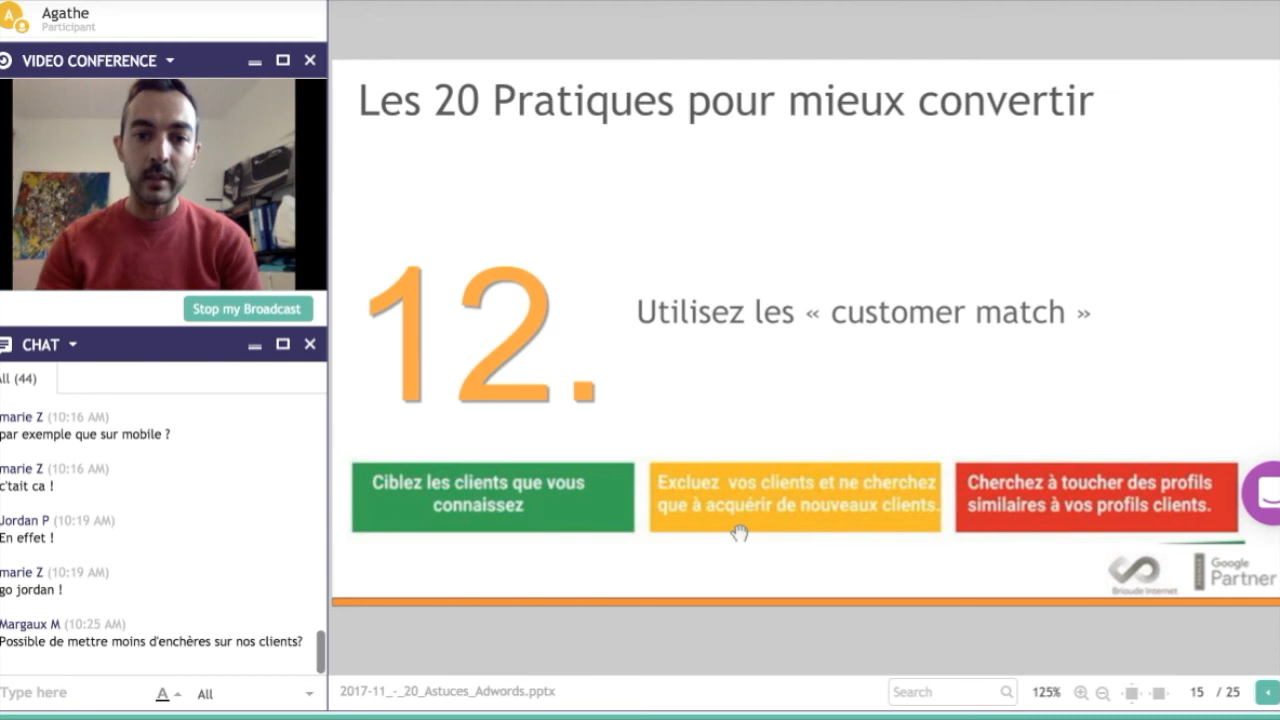 Agathe
Participant
VIDEO CONFERENCE
Stop my Broadcast
CHAT
All (44)
marie Z (10:16 AM)
par exemple que sur mobile ?
marie Z (10:16 AM)
c'tait ca !
Jordan P (10:19 AM)
En effet !
marie Z (10:19 AM)
go jordan !
Margaux M (10:25 AM)
Possible de mettre moins d'enchères sur nos clients?
Type here
A
All
Les 20 Pratiques pour mieux convertir
12.
Utilisez les « customer match »
Ciblez les clients que vous
connaissez
Excluez vos clients et ne cherchez
que à acquérir de nouveaux clients.
Cherchez à toucher des profils
similaires à vos profils clients.
Brioude Internet
Google
Partner
2017-11_-_20_Astuces_Adwords.pptx
Search
125%
15 / 25